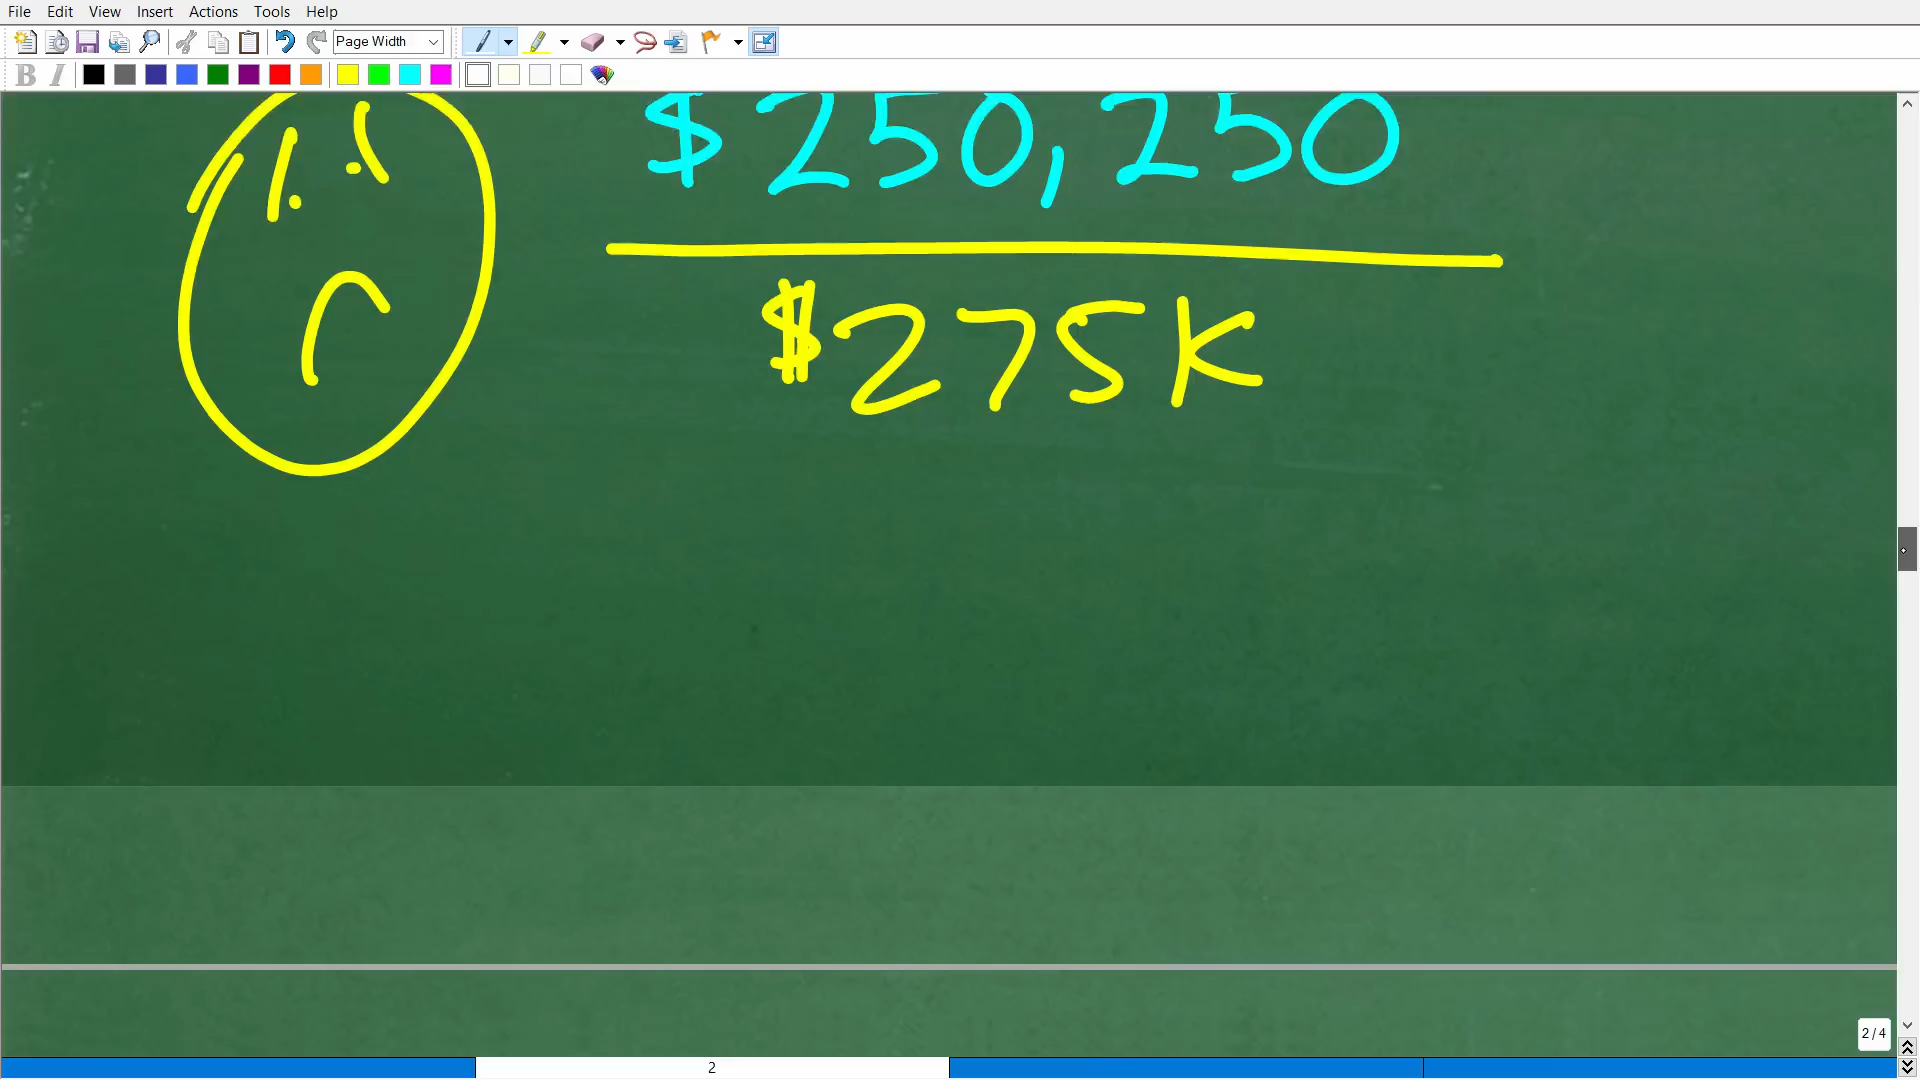 File Edit View Insert Actions Tools Help
Page Width
B I
$250,250
$275K
2 / 4
2